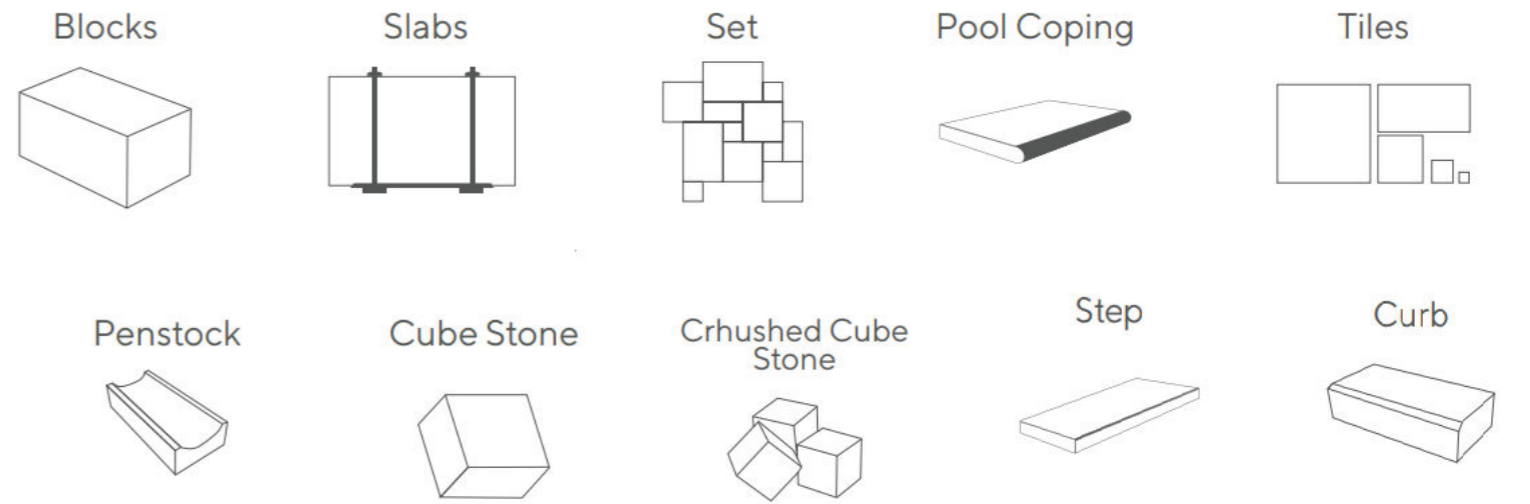 Blocks
Slabs
Set
Pool Coping
Tiles
Penstock
Cube Stone
Crhushed Cube
Stone
Step
Curb